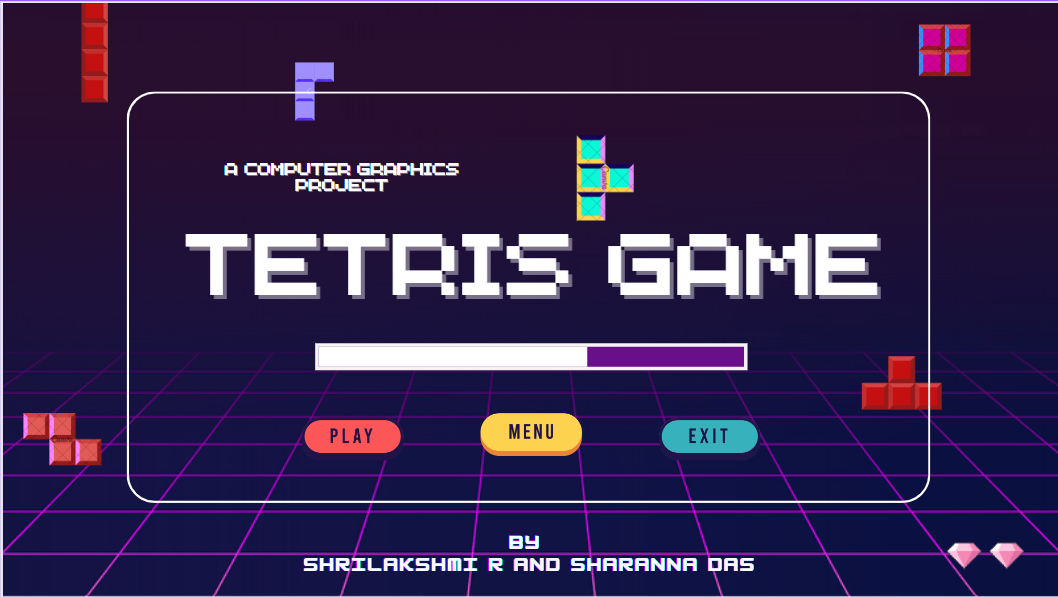 A COMPUTER GRAPHICS
PROJECT
TETRIS GAME
PLAY
MENU
EXIT
BY
SHRILAKSHMI R AND SHARANNA DAS